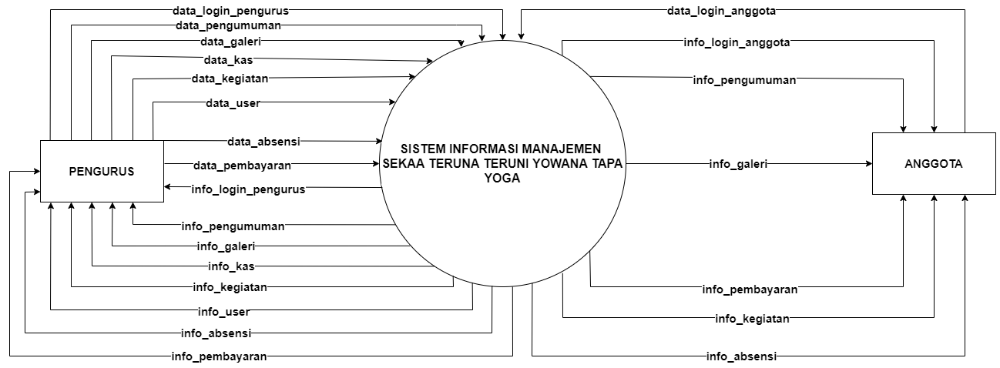 data_login_pengurus
data_pengumuman
data_galeri
data_kas
data_kegiatan
data_user
data_absensi
data_pembayaran
info_login_pengurus
info_pengumuman
info_galeri
info_kas
info_kegiatan
info_user
info_absensi
info_pembayaran
PENGURUS
SISTEM INFORMASI MANAJEMEN
SEKAA TERUNA TERUNI YOWANA TAPA
YOGA
data_login_anggota
info_login_anggota
info_pengumuman
info_galeri
ANGGOTA
info_pembayaran
info_kegiatan
info_absensi